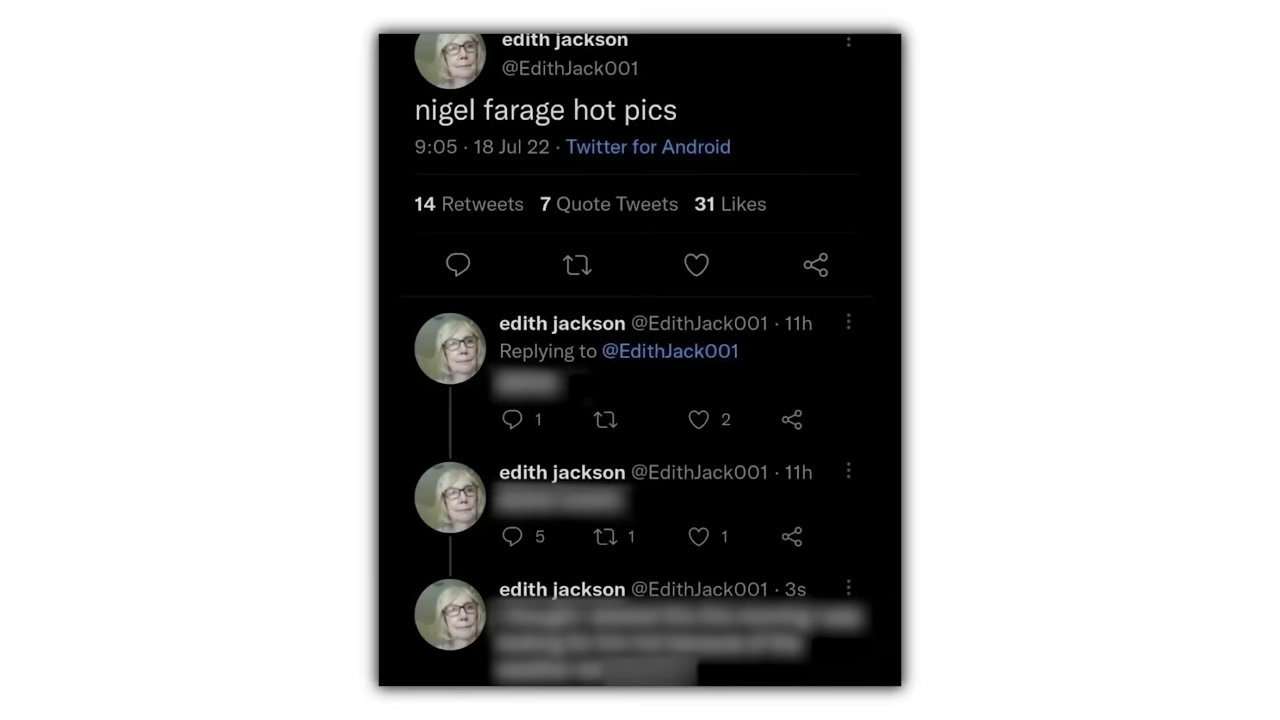 edith jackson
@EdithJack001
nigel farage hot pics
9:05 · 18 Jul 22 · Twitter for Android
14 Retweets 7 Quote Tweets 31 Likes
edith jackson @EdithJack001 · 11h
Replying to @EdithJack001
1 2
edith jackson @EdithJack001 · 11h
5 1 1
edith jackson @EdithJack001 · 3s